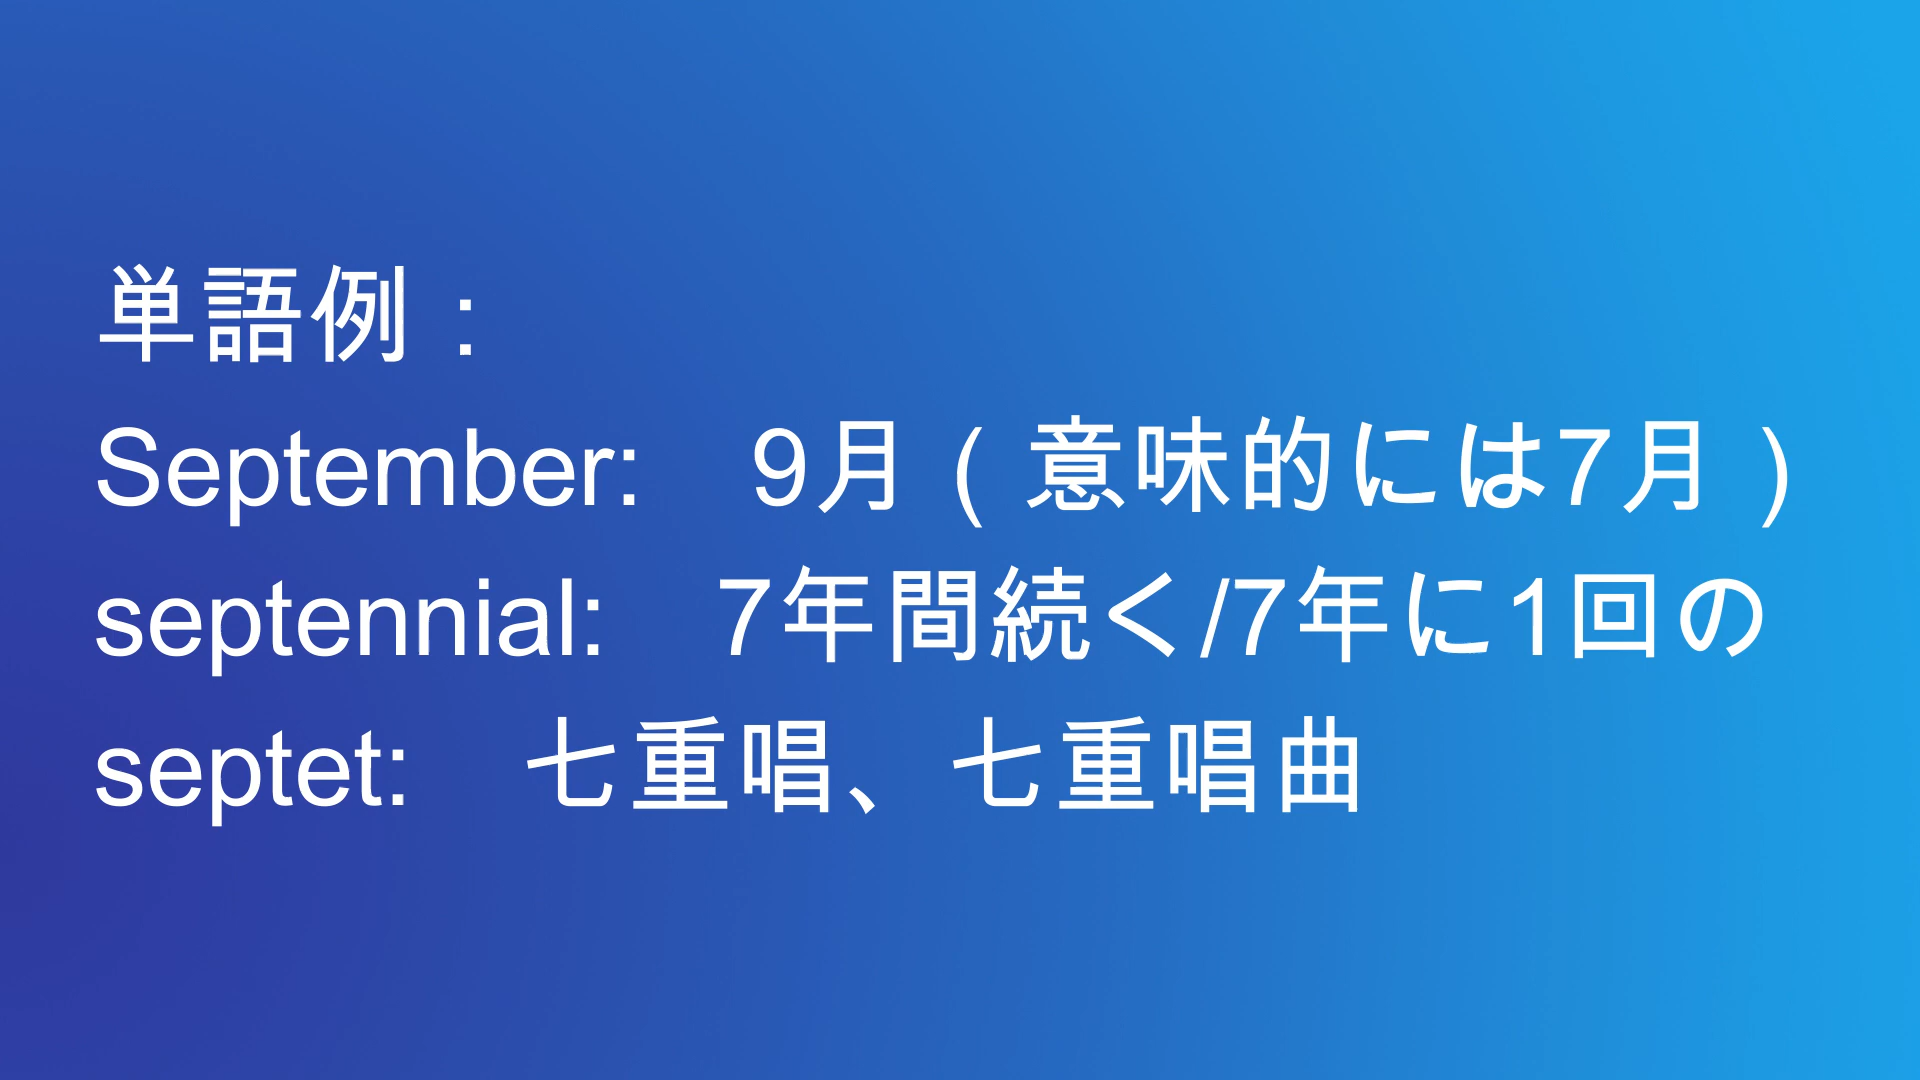 単語例：
September:　9月（意味的には7月）
septennial:　7年間続く/7年に1回の
septet:　七重唱、七重唱曲